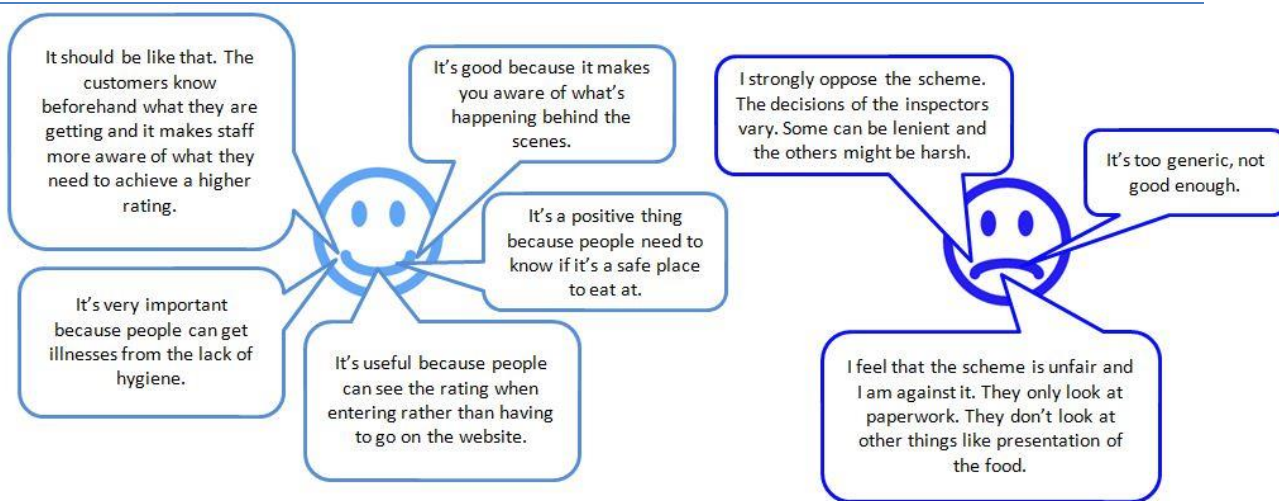 It should be like that. The
customers know
beforehand what they are
getting and it makes staff
more aware of what they
need to achieve a higher
rating.
It's good because it makes
you aware of what's
happening behind the
scenes.
It's a positive thing
because people need to
know if it's a safe place
to eat at.
It's very important
because people can get
illnesses from the lack of
hygiene.
It's useful because people
can see the rating when
entering rather than having
to go on the website.
I strongly oppose the scheme.
The decisions of the inspectors
vary. Some can be lenient and
the others might be harsh.
It's too generic, not
good enough.
I feel that the scheme is unfair and
I am against it. They only look at
paperwork. They don't look at
other things like presentation of
the food.